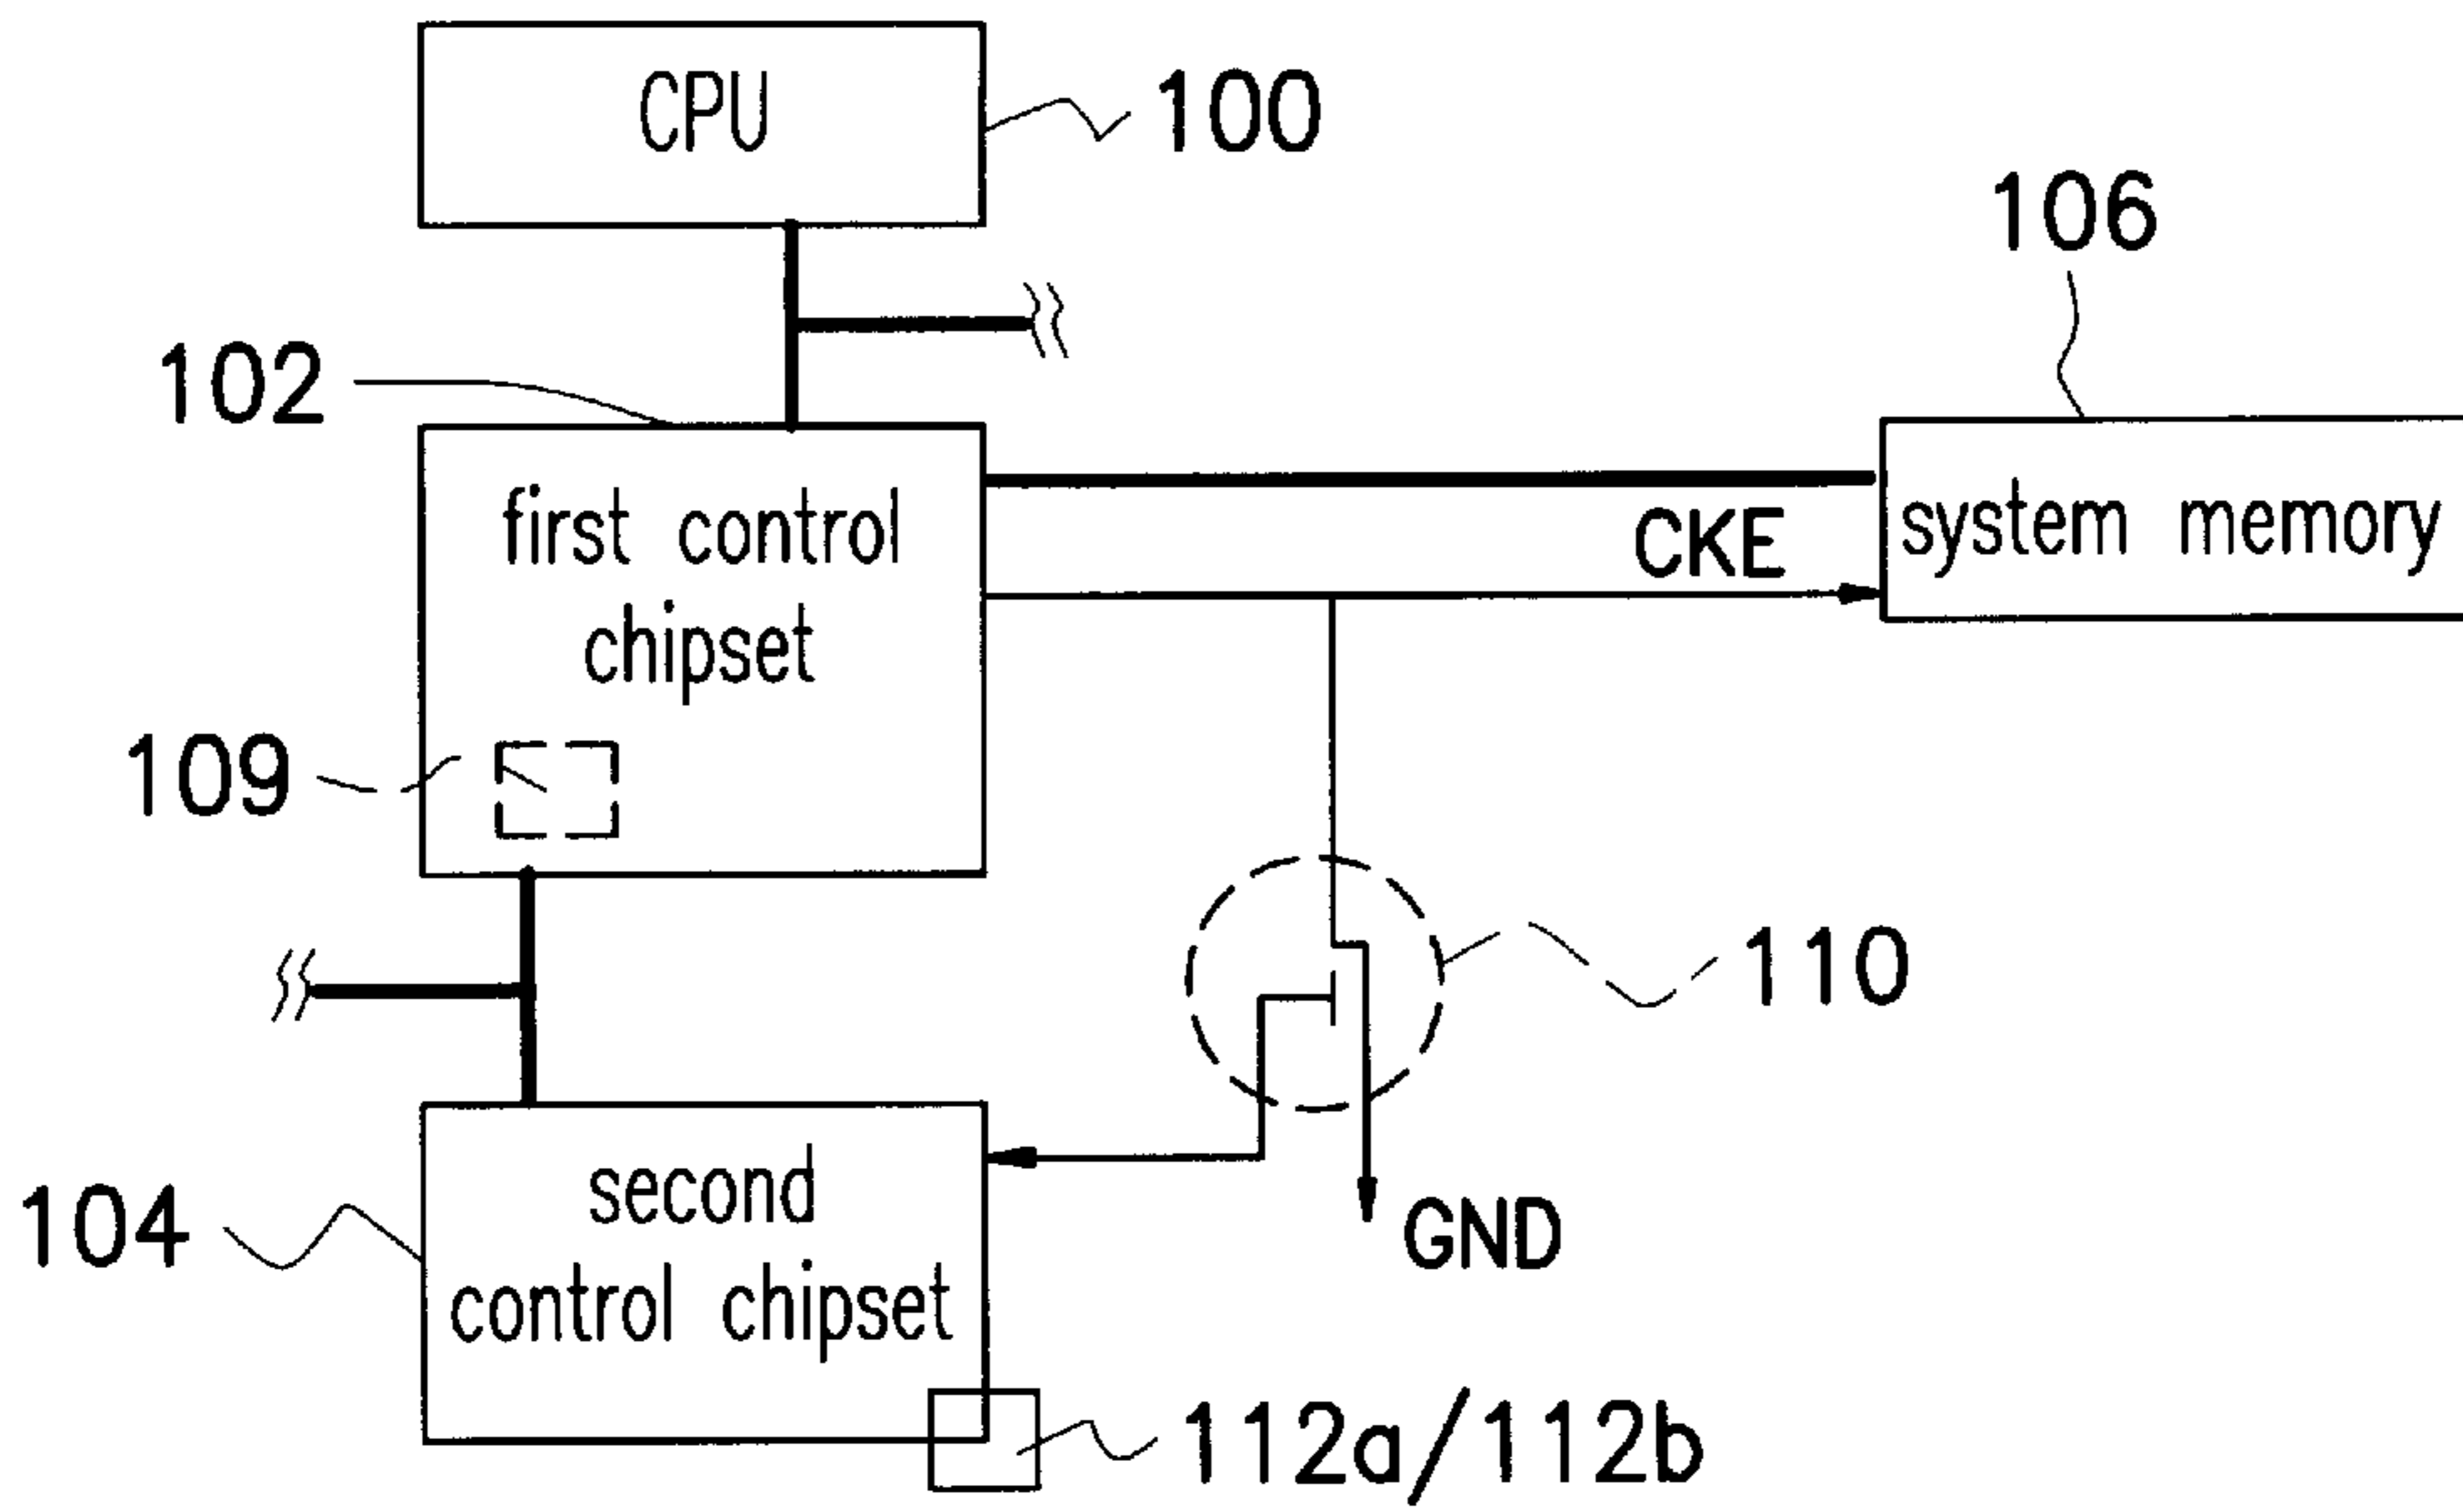 CPU
100
106
102
first control
chipset
CKE
system memory
109
110
second
control chipset
104
GND
112a/112b